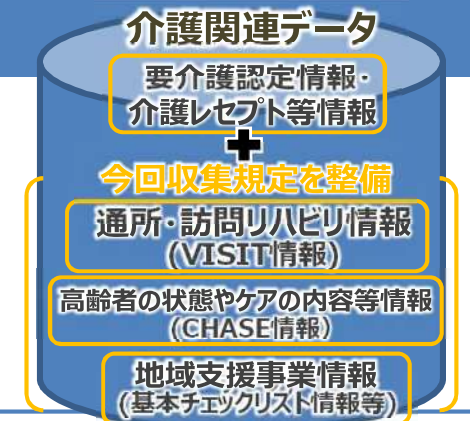 介護関連データ
要介護認定情報・
介護レセプト等情報
+
今回収集規定を整備
通所・訪問リハビリ情報
(VISIT情報)
高齢者の状態やケアの内容等情報
(CHASE情報)
地域支援事業情報
(基本チェックリスト情報等)